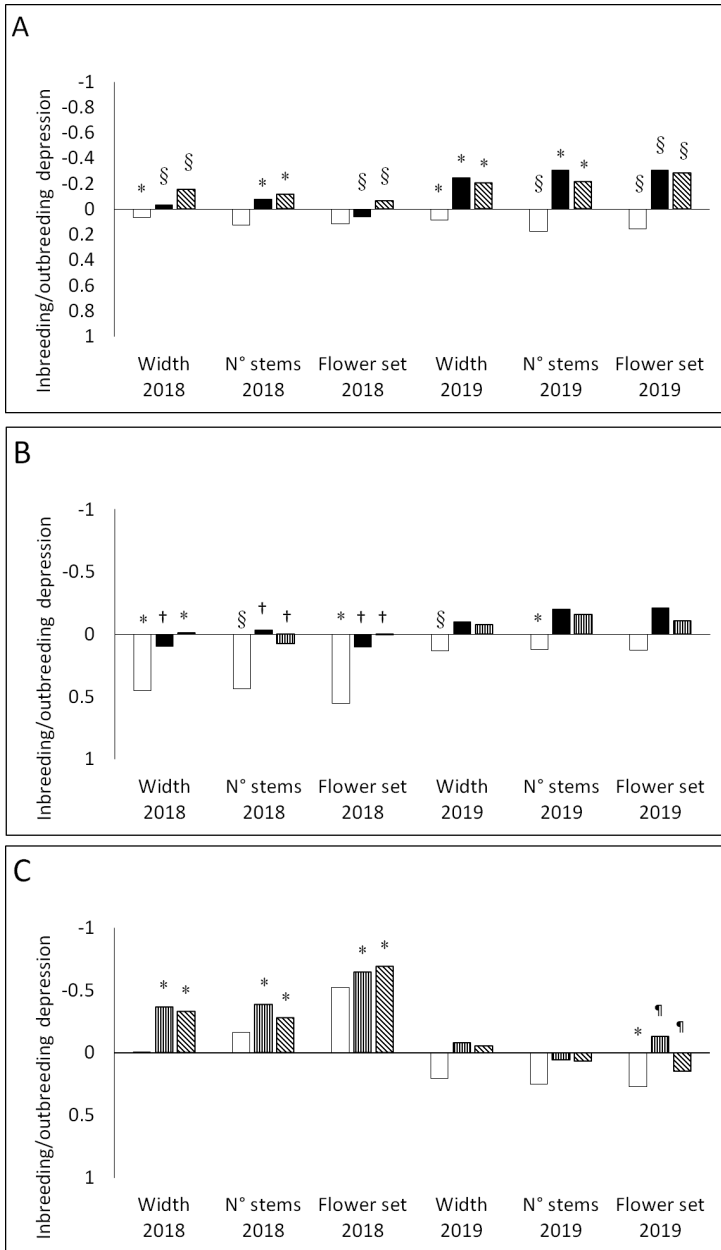 A
Inbreeding/outbreeding depression
-1
-0.8
-0.6
-0.4
-0.2
0
0.2
0.4
0.6
0.8
1
* § §
* *
§ §
* * *
§ * *
§ § §
Width 2018
N° stems 2018
Flower set 2018
Width 2019
N° stems 2019
Flower set 2019
B
Inbreeding/outbreeding depression
-1
-0.5
0
0.5
1
* † *
§ † †
* † †
§
*
Width 2018
N° stems 2018
Flower set 2018
Width 2019
N° stems 2019
Flower set 2019
C
Inbreeding/outbreeding depression
-1
-0.5
0
0.5
1
* *
* *
* *
* ¶ ¶
Width 2018
N° stems 2018
Flower set 2018
Width 2019
N° stems 2019
Flower set 2019